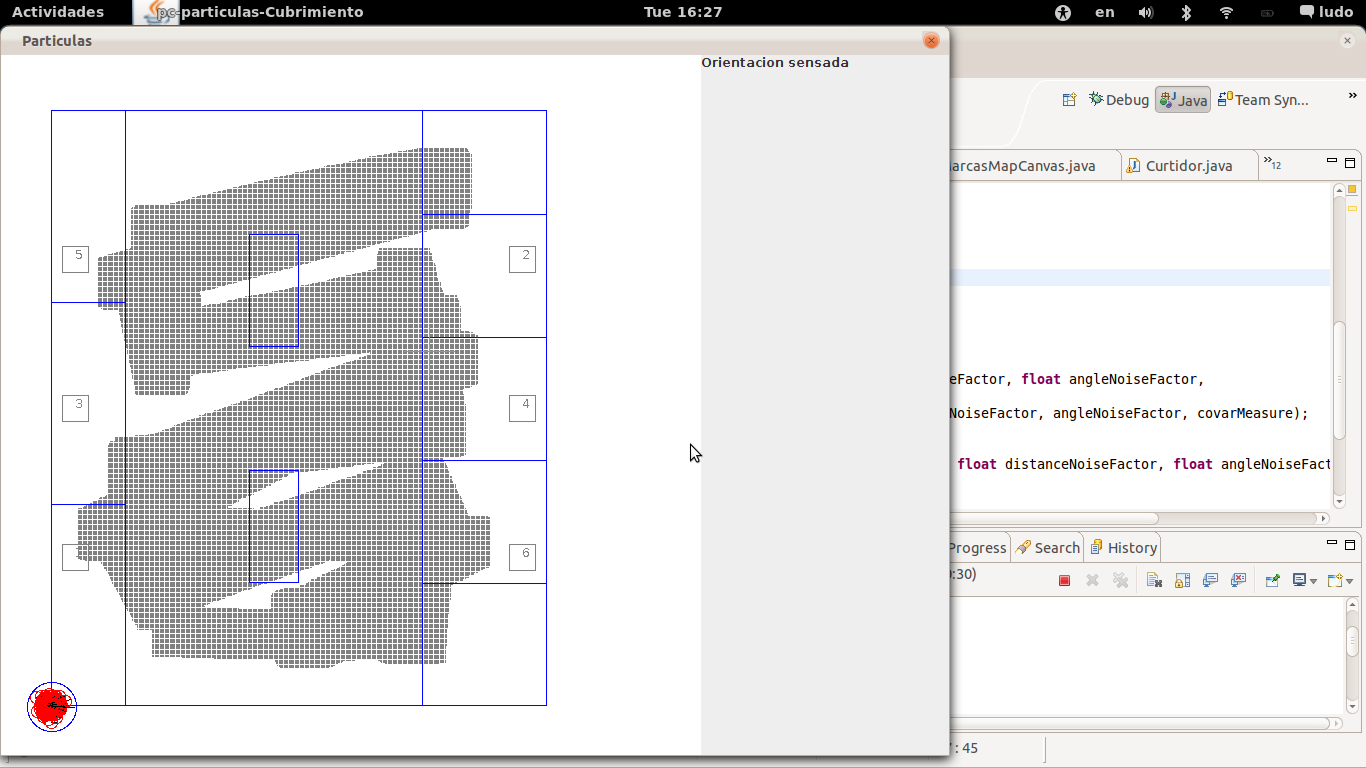 Actividades
pc-particulas-Cubrimiento
Tue 16:27
en
ludo
Particulas
Orientacion sensada
Debug
Java
Team Syn...
»
arcasMapCanvas.java
Curtidor.java
»12
5
2
3
4
6
eFactor, float angleNoiseFactor,
NoiseFactor, angleNoiseFactor, covarMeasure);
float distanceNoiseFactor, float angleNoiseFact
Progress
Search
History
:30)
: 45